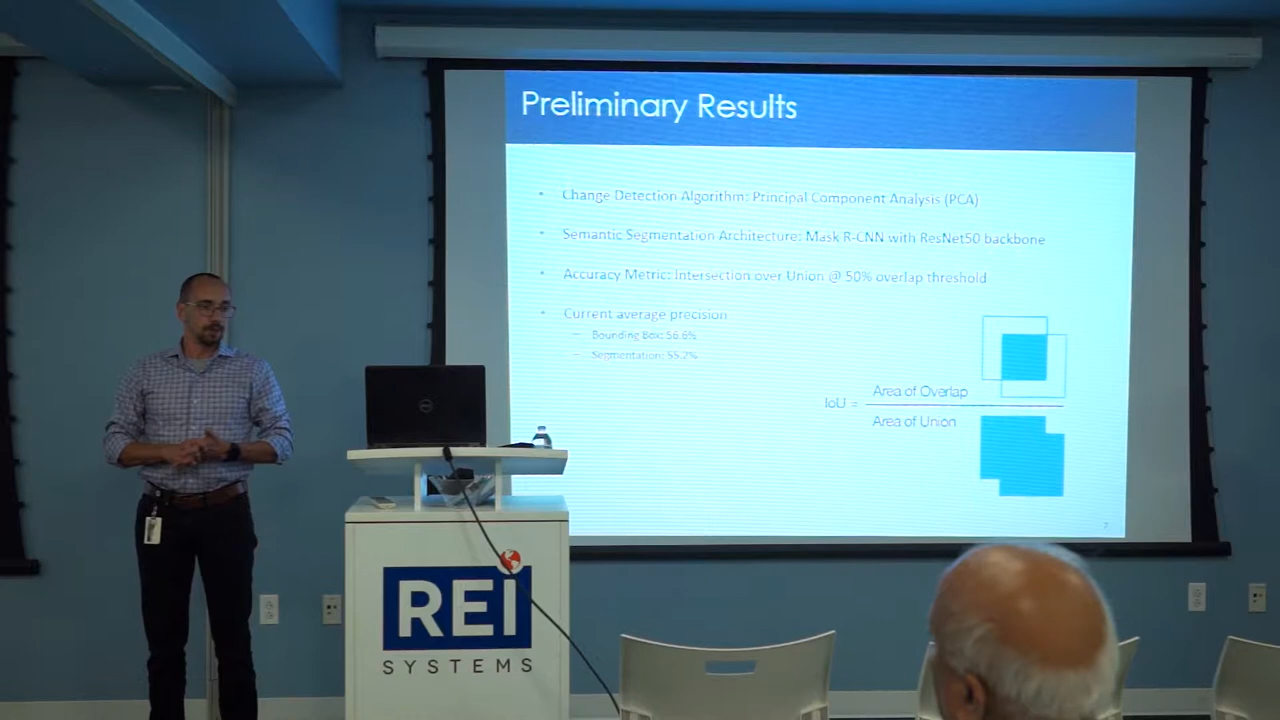 Preliminary Results
• Change Detection Algorithm: Principal Component Analysis (PCA)
• Semantic Segmentation Architecture: Mask R-CNN with ResNet50 backbone
• Accuracy Metric: Intersection over Union @ 50% overlap threshold
• Current average precision
– Bounding Box: 56.6%
– Segmentation: 55.2%
IoU =
Area of Overlap
Area of Union
7
DELL
REI
SYSTEMS